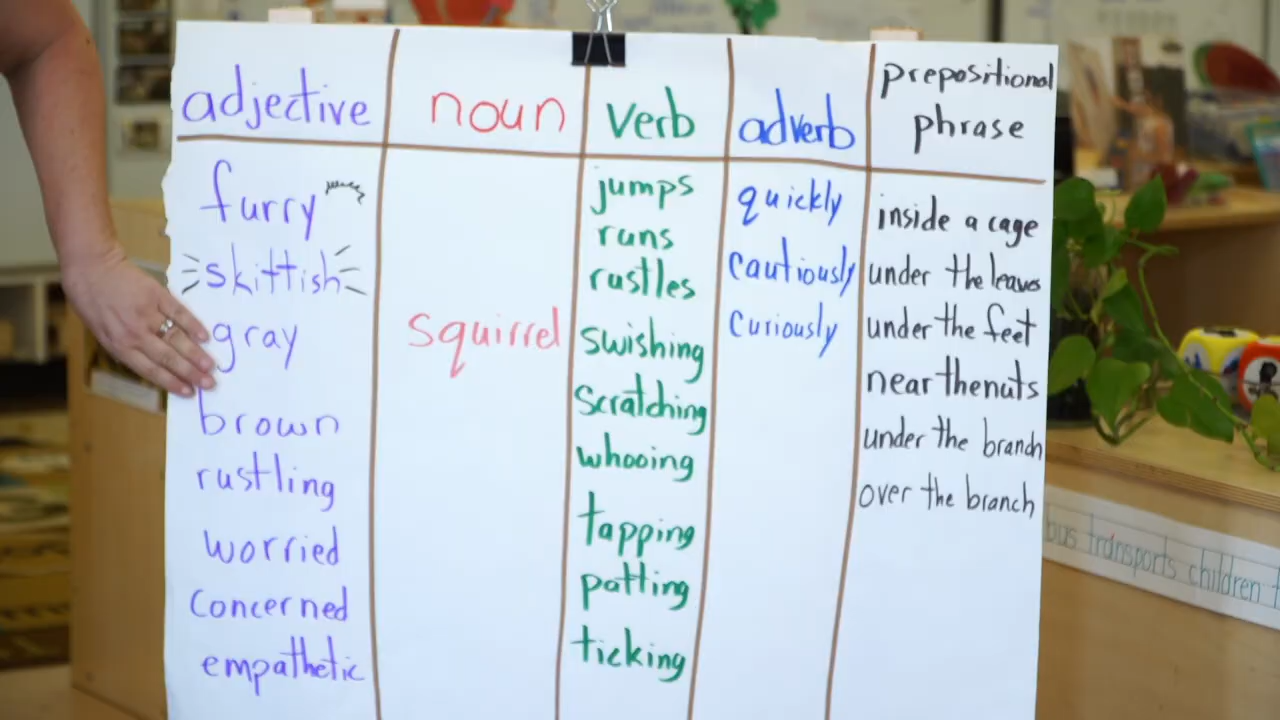 adjective
noun
verb
adverb
prepositional
phrase
furry
skittish
gray
brown
rustling
worried
concerned
empathetic
squirrel
jumps
runs
rustles
swishing
scratching
whooing
tapping
patting
ticking
quickly
cautiously
curiously
inside a cage
under the leaves
under the feet
near the nuts
under the branch
over the branch
bus transports children